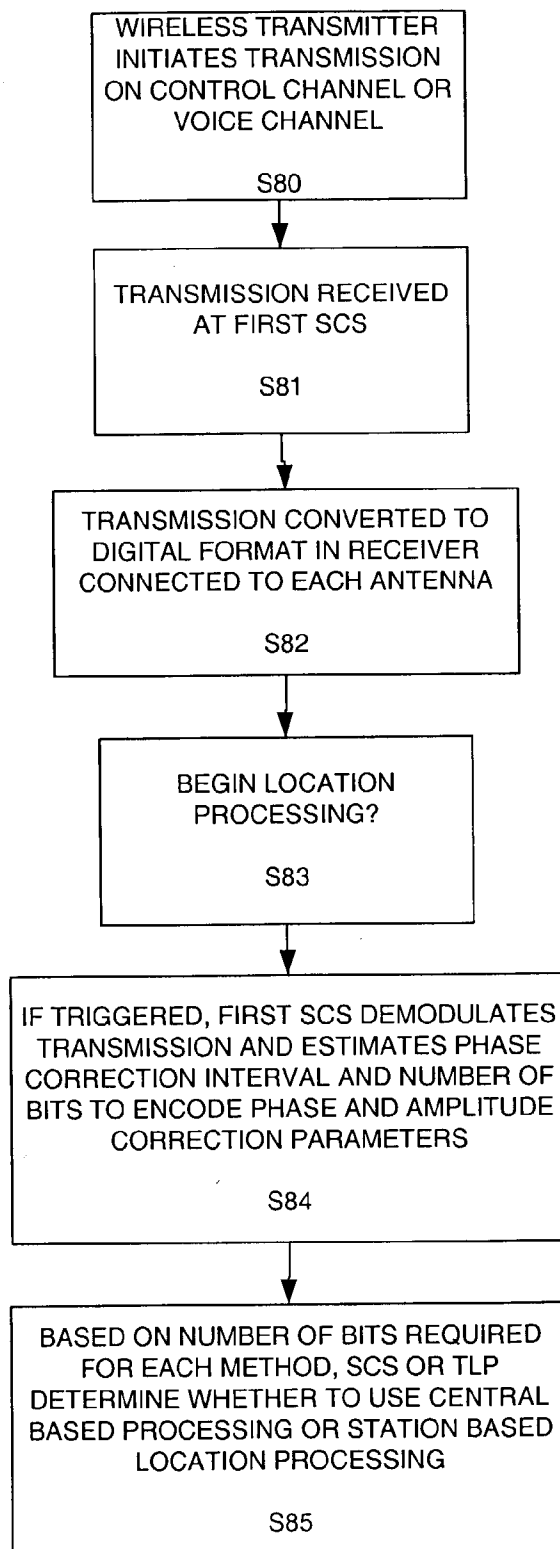 WIRELESS TRANSMITTER
INITIATES TRANSMISSION
ON CONTROL CHANNEL OR
VOICE CHANNEL
S80
TRANSMISSION RECEIVED
AT FIRST SCS
S81
TRANSMISSION CONVERTED TO
DIGITAL FORMAT IN RECEIVER
CONNECTED TO EACH ANTENNA
S82
BEGIN LOCATION
PROCESSING?
S83
IF TRIGGERED, FIRST SCS DEMODULATES
TRANSMISSION AND ESTIMATES PHASE
CORRECTION INTERVAL AND NUMBER OF
BITS TO ENCODE PHASE AND AMPLITUDE
CORRECTION PARAMETERS
S84
BASED ON NUMBER OF BITS REQUIRED
FOR EACH METHOD, SCS OR TLP
DETERMINE WHETHER TO USE CENTRAL
BASED PROCESSING OR STATION BASED
LOCATION PROCESSING
S85